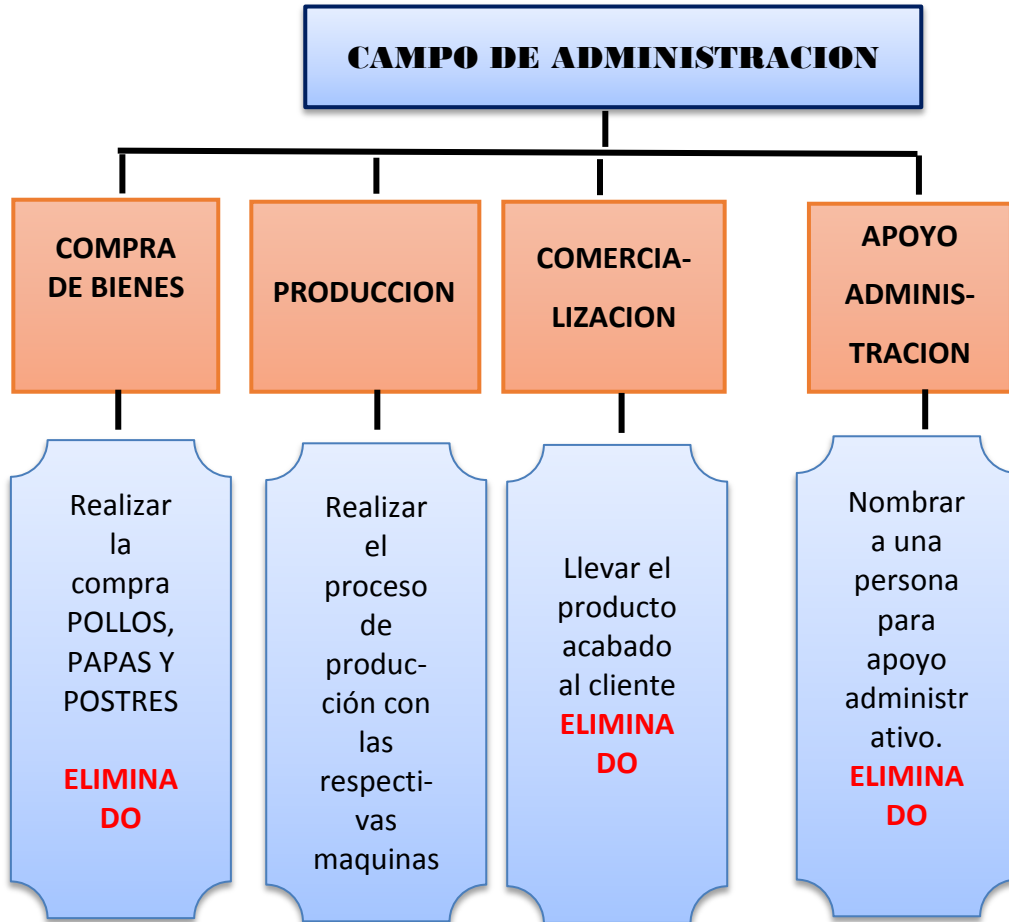 CAMPO DE ADMINISTRACION
COMPRA
DE BIENES
PRODUCCION
COMERCIA-
LIZACION
APOYO
ADMINIS-
TRACION
Realizar
la
compra
POLLOS,
PAPAS Y
POSTRES
ELIMINA
DO
Realizar
el
proceso
de
produc-
ción con
las
respecti-
vas
maquinas
Llevar el
producto
acabado
al cliente
ELIMINA
DO
Nombrar
a una
persona
para
apoyo
administr
ativo.
ELIMINA
DO